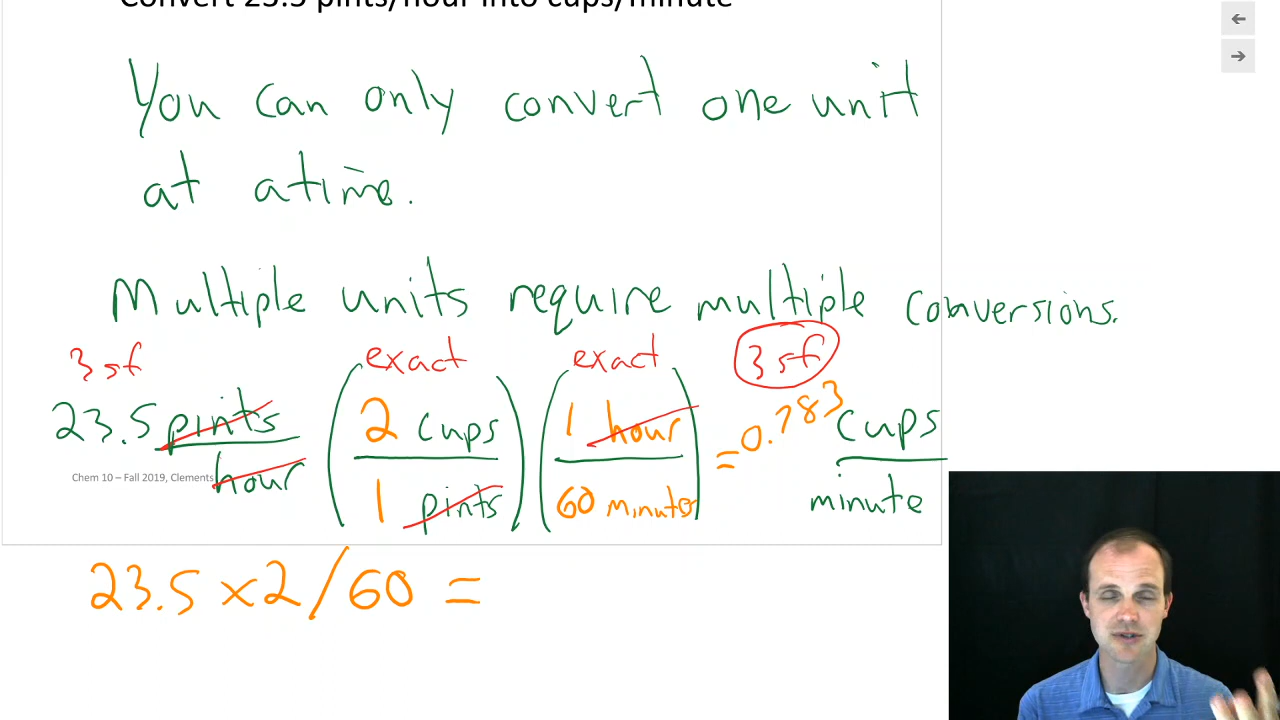 Convert 23.5 pints/hour into cups/minute
You can only convert one unit
at a time.
Multiple units require multiple conversions.
3 sf exact exact 3 sf
23.5 pints 2 cups 1 hour = 0.783 cups
hour 1 pints 60 minutes minute
Chem 10 – Fall 2019, Clements
23.5 × 2 / 60 =